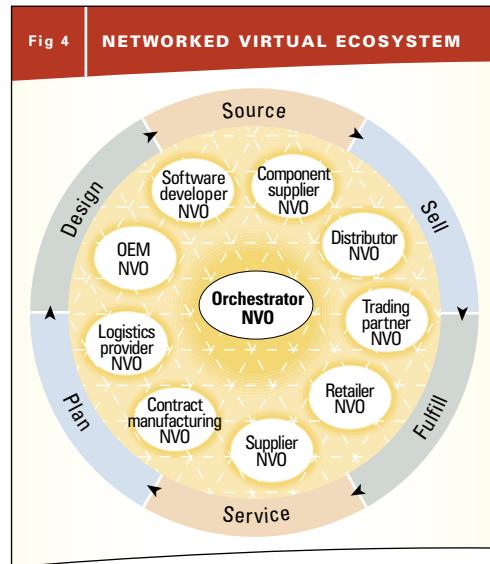 Fig 4
NETWORKED VIRTUAL ECOSYSTEM
Source
Sell
Fulfill
Service
Plan
Design
Software
developer
NVO
Component
supplier
NVO
Distributor
NVO
Trading
partner
NVO
Retailer
NVO
Supplier
NVO
Contract
manufacturing
NVO
Logistics
provider
NVO
OEM
NVO
Orchestrator
NVO